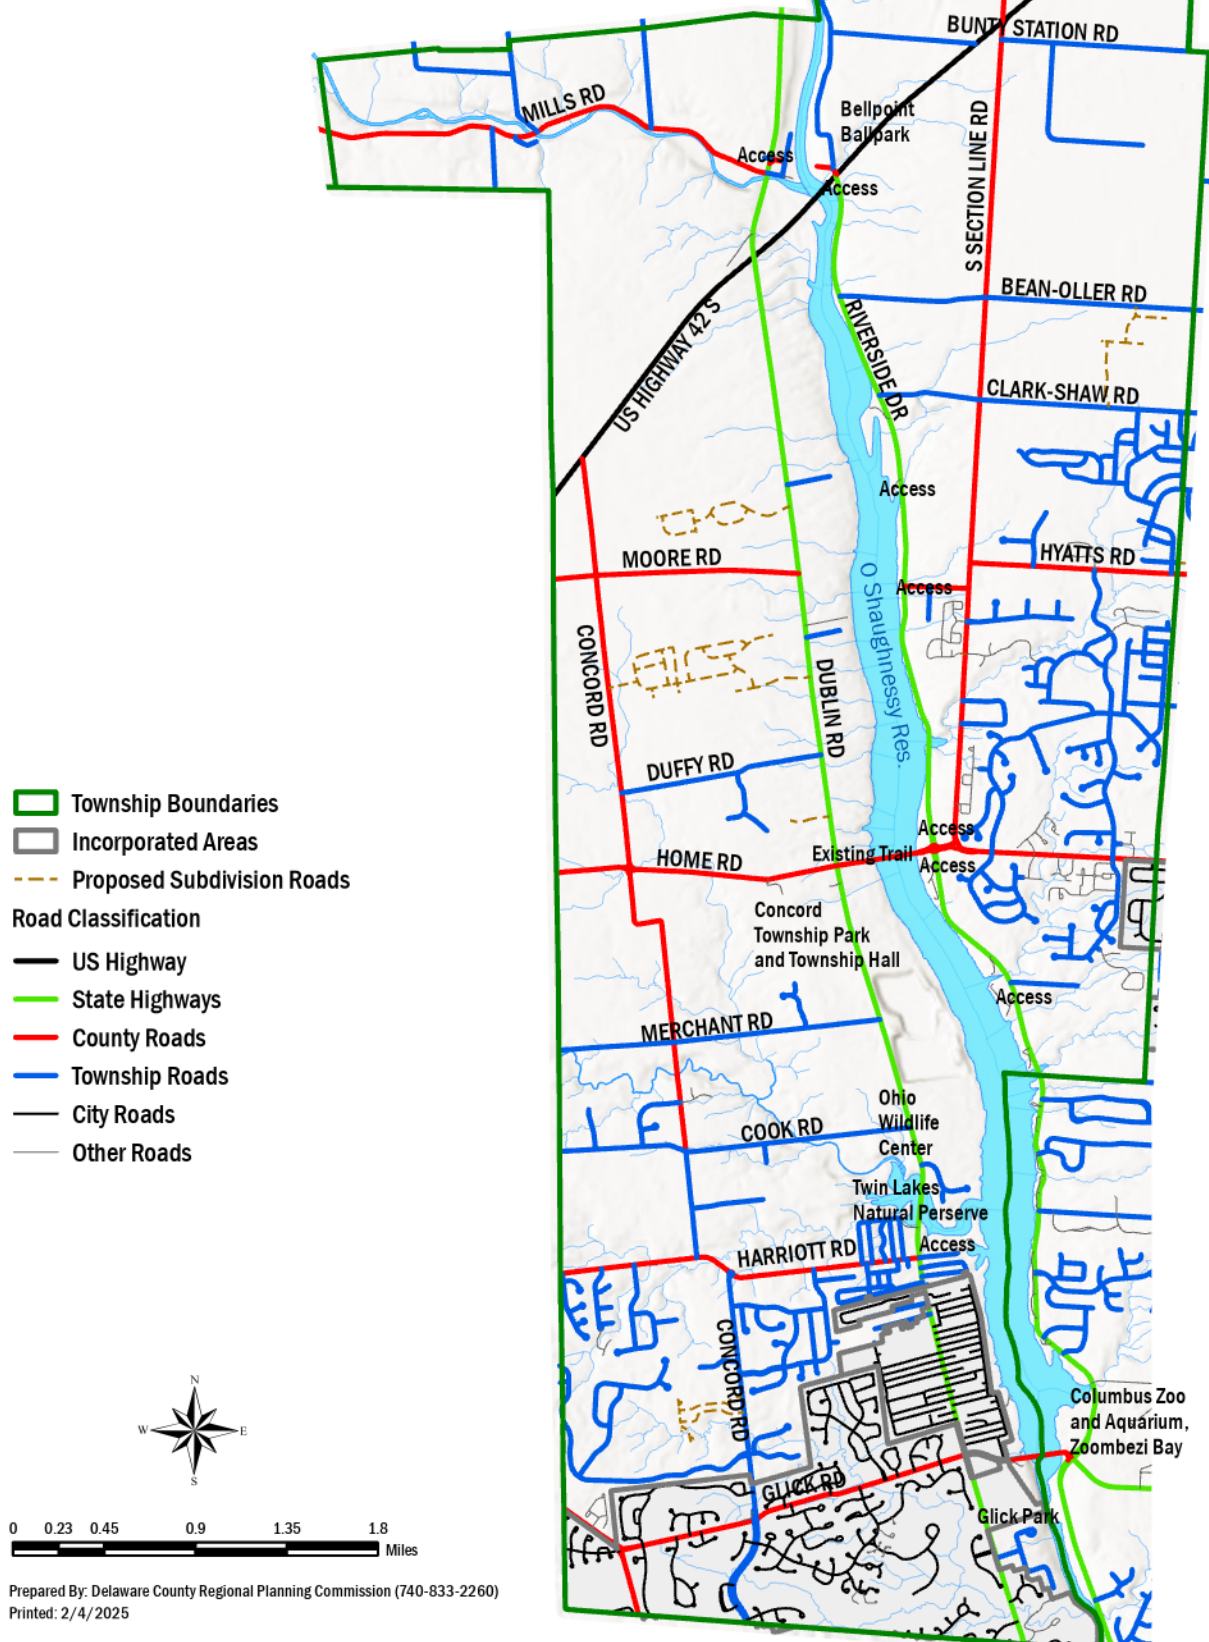 BUNTY STATION RD
MILLS RD
Bellpoint
Ballpark
Access
Access
S SECTION LINE RD
BEAN-OLLER RD
RIVERSIDE DR
US HIGHWAY 42 S
CLARK-SHAW RD
Access
HYATTS RD
MOORE RD
Access
O Shaughnessy Res.
CONCORD RD
DUBLIN RD
DUFFY RD
Access
Existing Trail
Access
HOME RD
Concord
Township Park
and Township Hall
Access
MERCHANT RD
Ohio
Wildlife
Center
COOK RD
Twin Lakes
Natural Perserve
Access
HARRIOTT RD
CONCORD RD
Columbus Zoo
and Aquarium,
Zoombezi Bay
GLICK RD
Glick Park
Township Boundaries
Incorporated Areas
Proposed Subdivision Roads
Road Classification
US Highway
State Highways
County Roads
Township Roads
City Roads
Other Roads
N
W E
S
0 0.23 0.45 0.9 1.35 1.8
Miles
Prepared By: Delaware County Regional Planning Commission (740-833-2260)
Printed: 2/4/2025